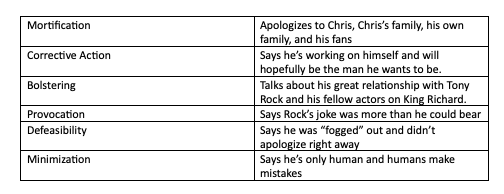 Mortification
Apologizes to Chris, Chris's family, his own
family, and his fans
Corrective Action
Says he's working on himself and will
hopefully be the man he wants to be.
Bolstering
Talks about his great relationship with Tony
Rock and his fellow actors on King Richard.
Provocation
Says Rock's joke was more than he could bear
Defeasibility
Says he was "fogged" out and didn't
apologize right away
Minimization
Says he's only human and humans make
mistakes